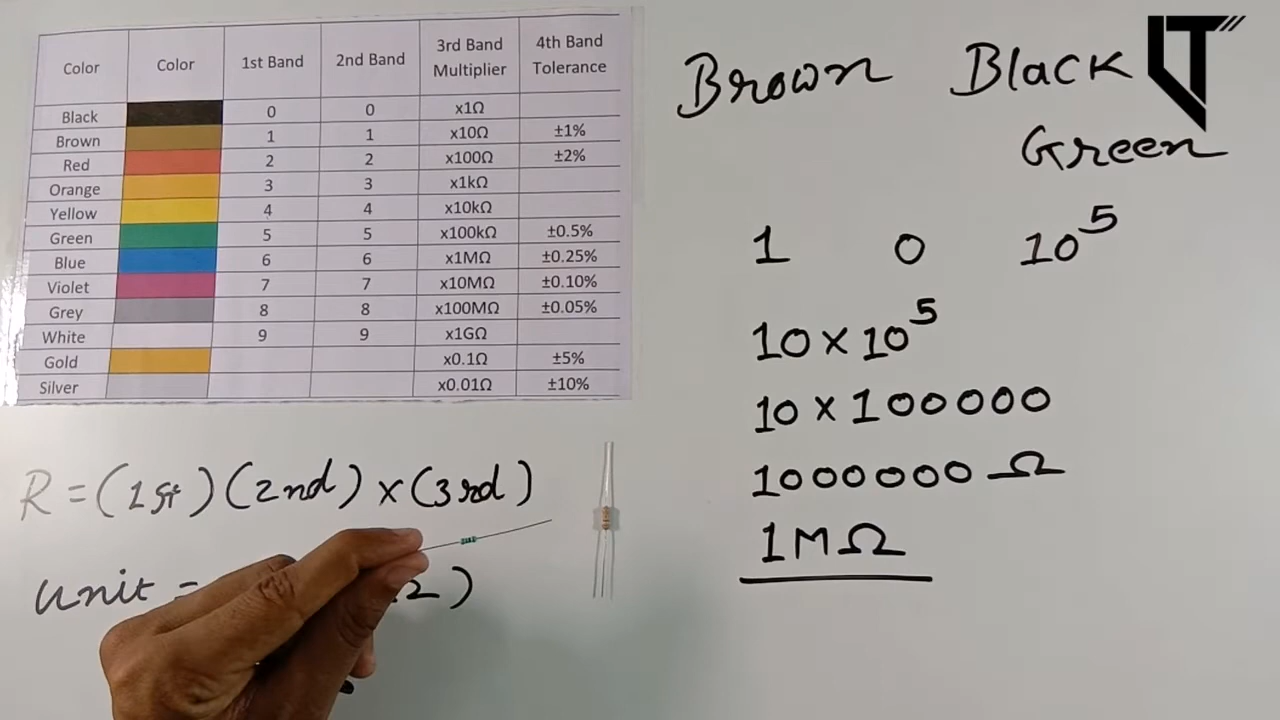 Color Color 1st Band 2nd Band 3rd Band Multiplier 4th Band Tolerance
Black 0 0 x1Ω
Brown 1 1 x10Ω ±1%
Red 2 2 x100Ω ±2%
Orange 3 3 x1kΩ
Yellow 4 4 x10kΩ
Green 5 5 x100kΩ ±0.5%
Blue 6 6 x1MΩ ±0.25%
Violet 7 7 x10MΩ ±0.10%
Grey 8 8 x100MΩ ±0.05%
White 9 9 x1GΩ
Gold x0.1Ω ±5%
Silver x0.01Ω ±10%
R = (1st) (2nd) × (3rd)
unit =
Brown Black
Green
1 0 10⁵
10 × 10⁵
10 × 100000
1000000 Ω
1MΩ
LT